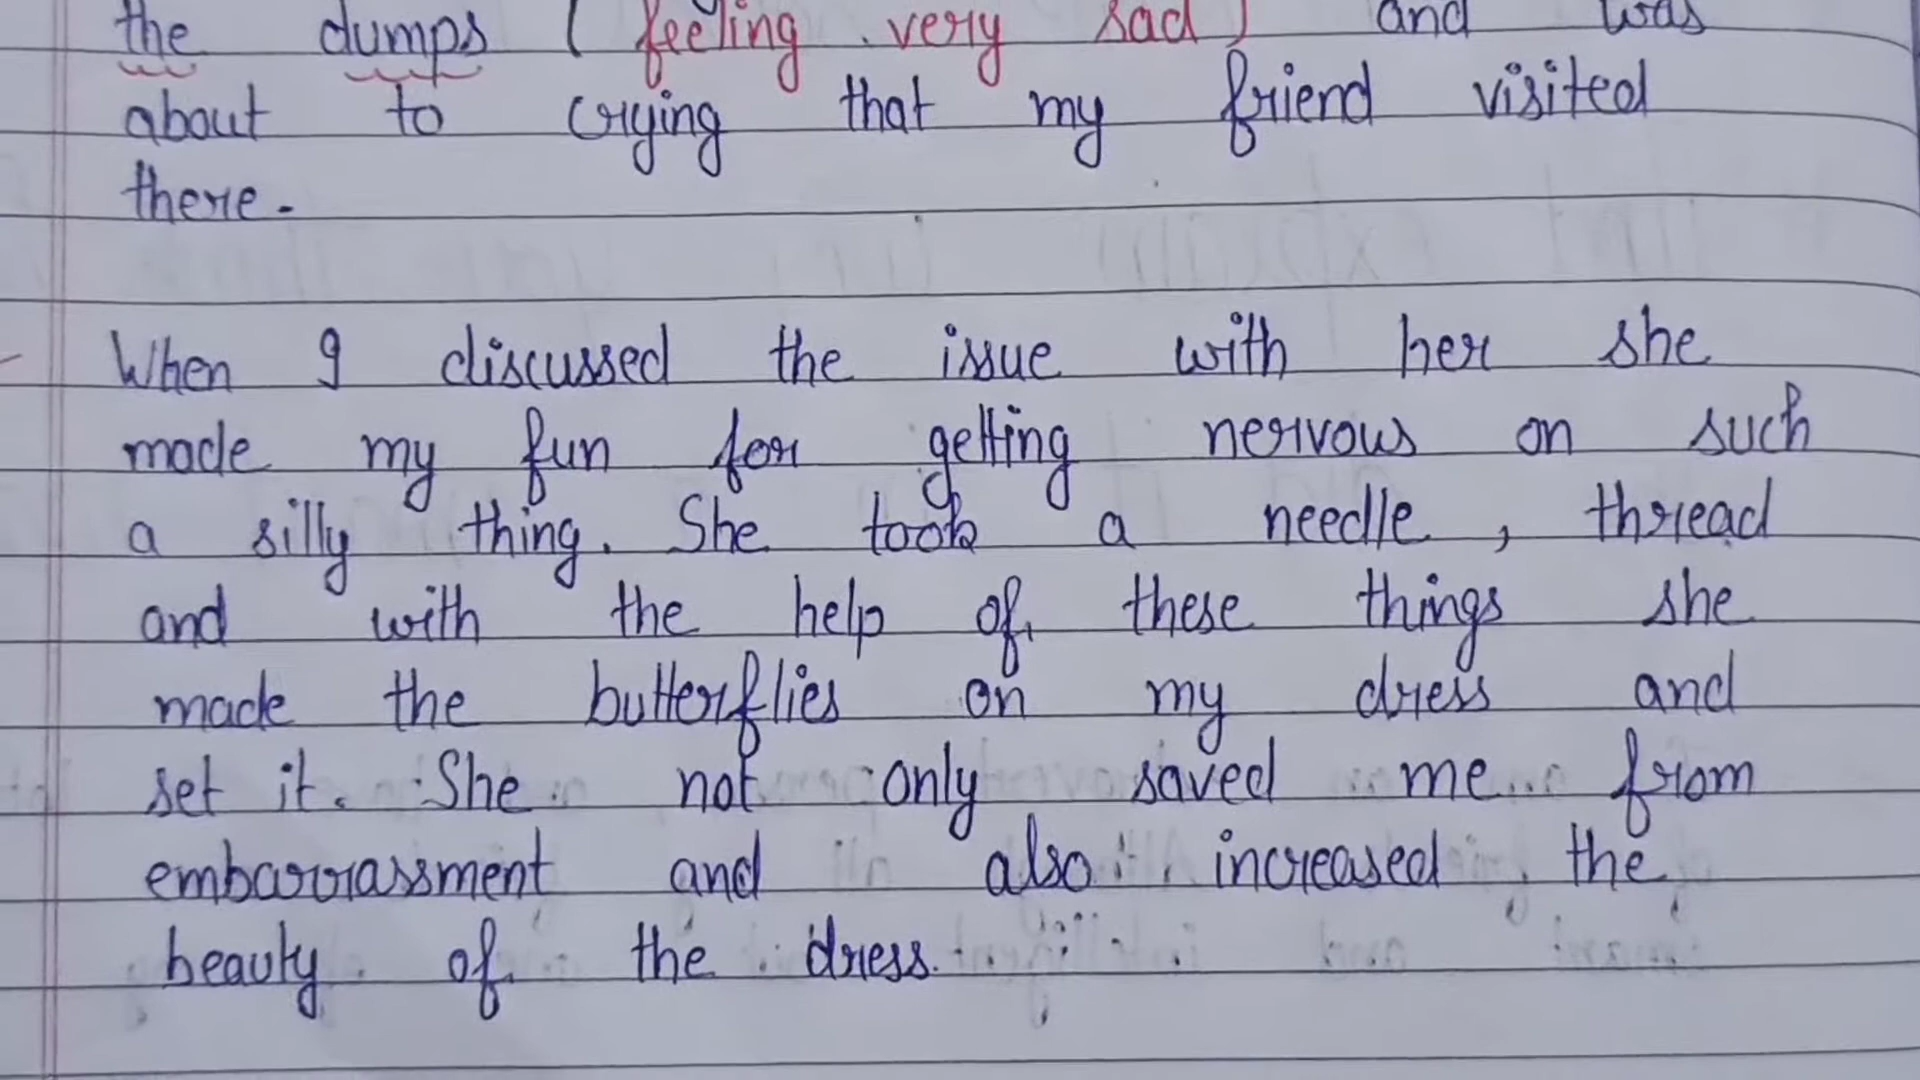 the dumps ( feeling very sad ) and was
about to crying that my friend visited
there.
When I discussed the issue with her she
made my fun for getting nervous on such
a silly thing. She took a needle, thread
and with the help of these things she
made the butterflies on my dress and
set it. She not only saved me from
embarrassment and also increased the
beauty of the dress.